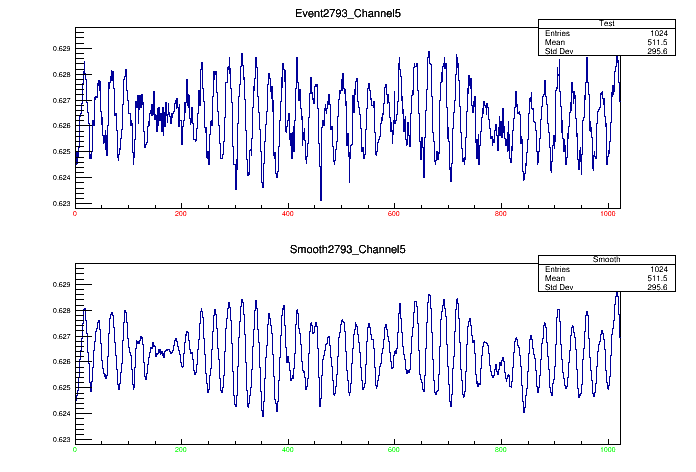 Event2793_Channel5
Test
Entries 1024
Mean 511.5
Std Dev 295.6
0.629
0.628
0.627
0.626
0.625
0.624
0.623
0 200 400 600 800 1000
Smooth2793_Channel5
Smooth
Entries 1024
Mean 511.5
Std Dev 295.6
0.629
0.628
0.627
0.626
0.625
0.624
0.623
0 200 400 600 800 1000